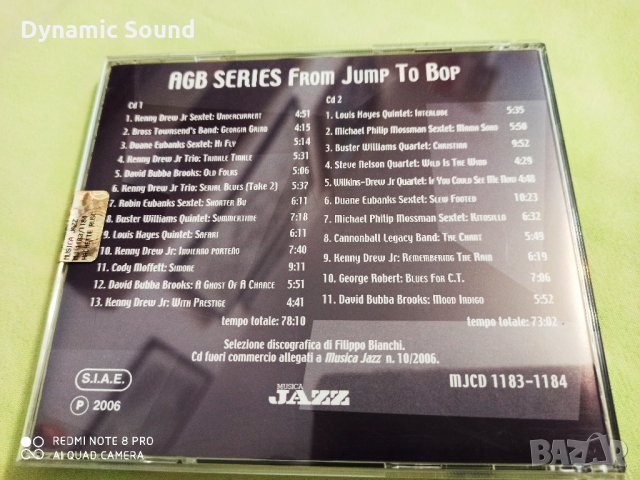 Dynamic Sound
AGB SERIES FROM JUMP TO BOP
Cd 1
1. Kenny Drew Jr Sextet: Undercurrent 4:51
2. Bross Townsend's Band: Georgia Grind 4:15
3. Duane Eubanks Sextet: Hi Fly 5:14
4. Kenny Drew Jr Trio: Thinkle Tinkle 5:31
5. David Bubba Brooks: Old Folks 5:40
6. Kenny Drew Jr Trio: Serial Blues (Take 2) 5:37
7. Robin Eubanks Sextet: Shorter Bu 6:11
8. Buster Williams Quintet: Summertime 7:18
9. Louis Hayes Quintet: Safari 6:11
10. Kenny Drew Jr: Invierno Porteño 6:40
11. Cody Moffett: Simone 9:11
12. David Bubba Brooks: A Ghost Of A Chance 5:51
13. Kenny Drew Jr: With Prestige 4:41
tempo totale: 78:10
Cd 2
1. Louis Hayes Quintet: Interlude 5:35
2. Michael Philip Mossman Sextet: Mama Soho 5:50
3. Buster Williams Quartet: Christian 9:52
4. Steve Nelson Quartet: Wild Is The Wind 4:29
5. Wilkins-Drew Jr Quartet: If You Could See Me Now 4:48
6. Duane Eubanks Sextet: Slew Footed 10:23
7. Michael Philip Mossman Sextet: Kitosillo 6:32
8. Cannonball Legacy Band: The Chant 5:49
9. Kenny Drew Jr: Remembering The Rain 6:19
10. George Robert: Blues For C.T. 7:06
11. David Bubba Brooks: Mood Indigo 5:52
tempo totale: 73:02
Selezione discografica di Filippo Bianchi.
Cd fuori commercio allegati a Musica Jazz n. 10/2006.
S.I.A.E.
P 2006
MUSICA
JAZZ
MJCD 1183-1184
REDMI NOTE 8 PRO
AI QUAD CAMERA
BAZAR